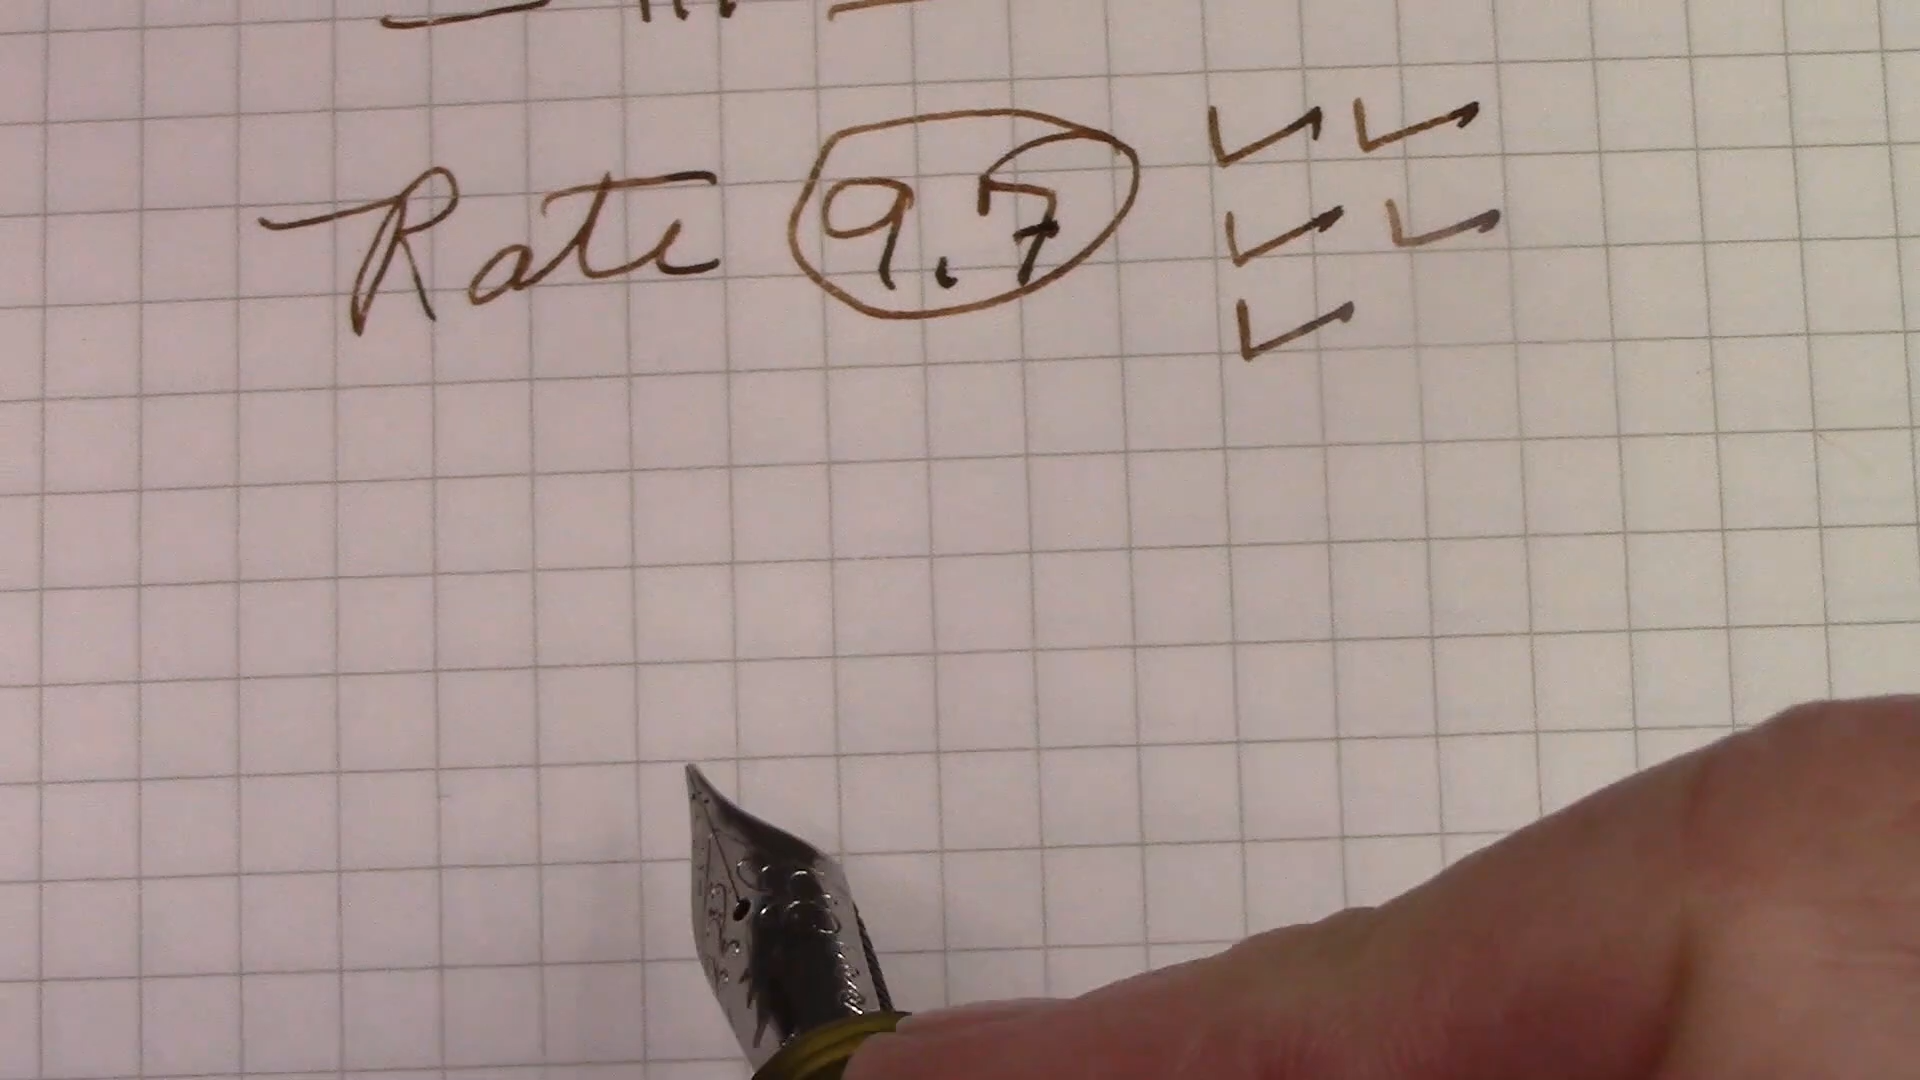 Rate 9.7 ✓ ✓
✓ ✓
✓